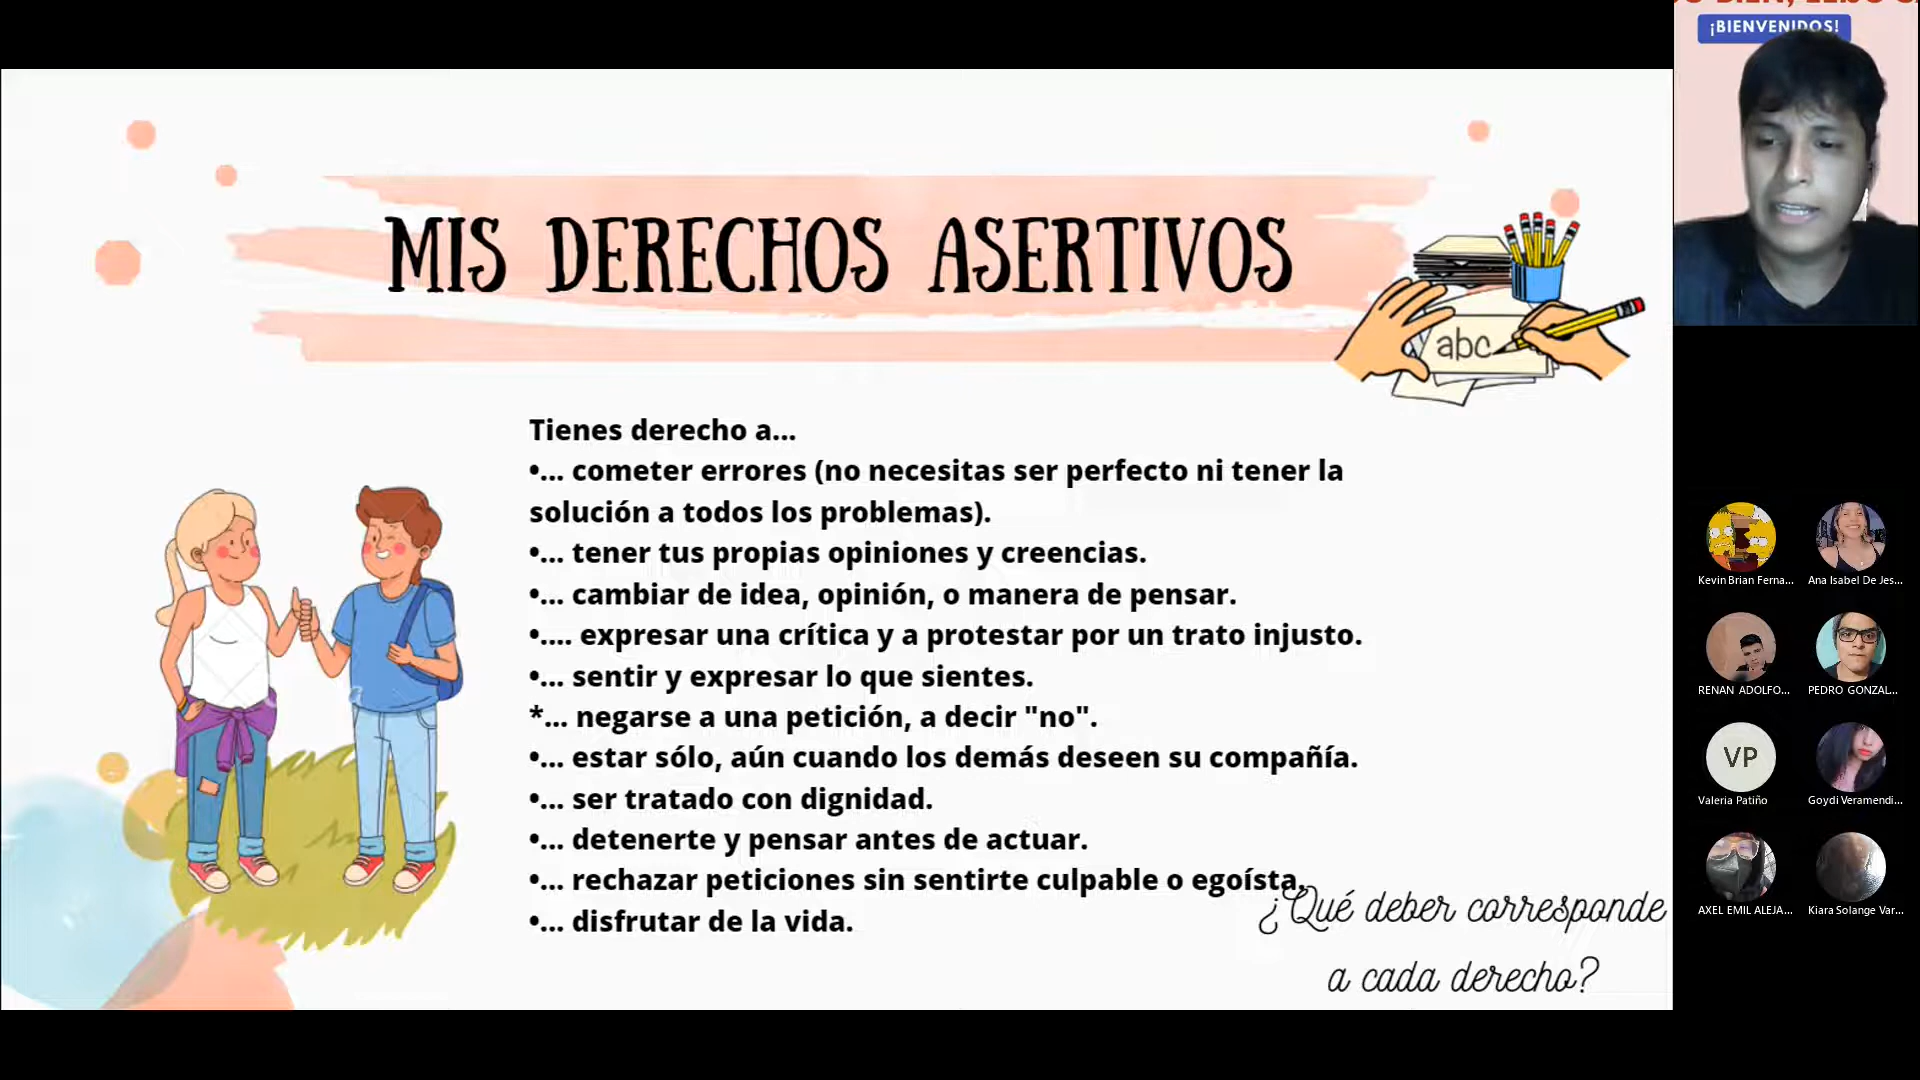 ¡BIENVENIDOS!
MIS DERECHOS ASERTIVOS
abc
Tienes derecho a...
•... cometer errores (no necesitas ser perfecto ni tener la
solución a todos los problemas).
•... tener tus propias opiniones y creencias.
•... cambiar de idea, opinión, o manera de pensar.
•.... expresar una crítica y a protestar por un trato injusto.
•... sentir y expresar lo que sientes.
*... negarse a una petición, a decir "no".
•... estar sólo, aún cuando los demás deseen su compañía.
•... ser tratado con dignidad.
•... detenerte y pensar antes de actuar.
•... rechazar peticiones sin sentirte culpable o egoísta.
•... disfrutar de la vida.
¿Qué deber corresponde
a cada derecho?
Kevin Brian Ferna...
Ana Isabel De Jes...
RENAN ADOLFO...
PEDRO GONZAL...
VP
Valeria Patiño
Goydi Veramendi...
AXEL EMIL ALEJA...
Kiara Solange Var...